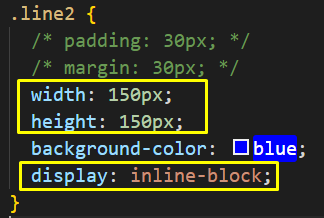 .line2 {
/* padding: 30px; */
/* margin: 30px; */
width: 150px;
height: 150px;
background-color: blue;
display: inline-block;
}